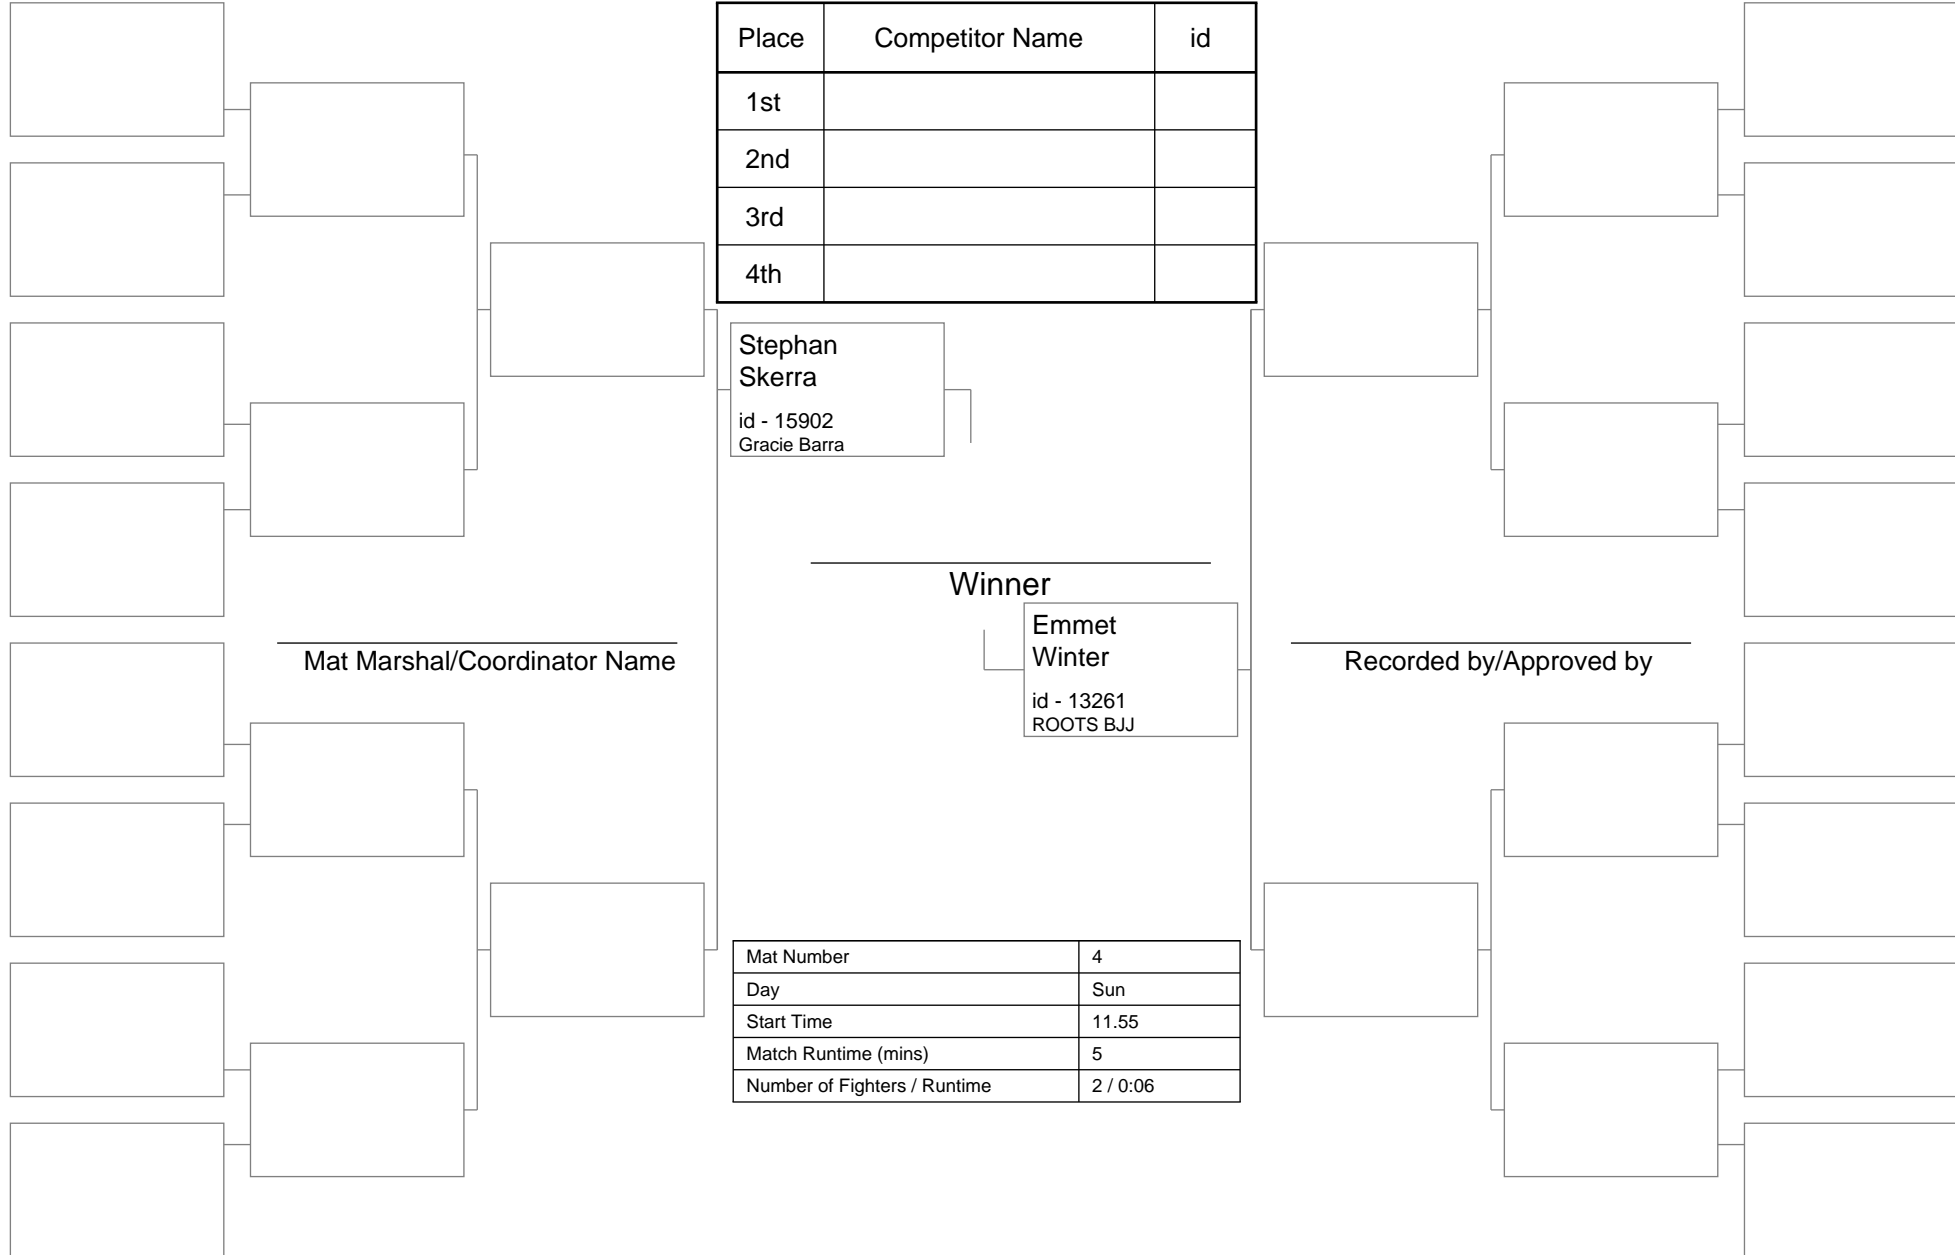 Place Competitor Name id
1st
2nd
3rd
4th
Stephan
Skerra
id - 15902
Gracie Barra
Winner
Emmet
Winter
id - 13261
ROOTS BJJ
Mat Marshal/Coordinator Name
Recorded by/Approved by
Mat Number 4
Day Sun
Start Time 11.55
Match Runtime (mins) 5
Number of Fighters / Runtime 2 / 0:06